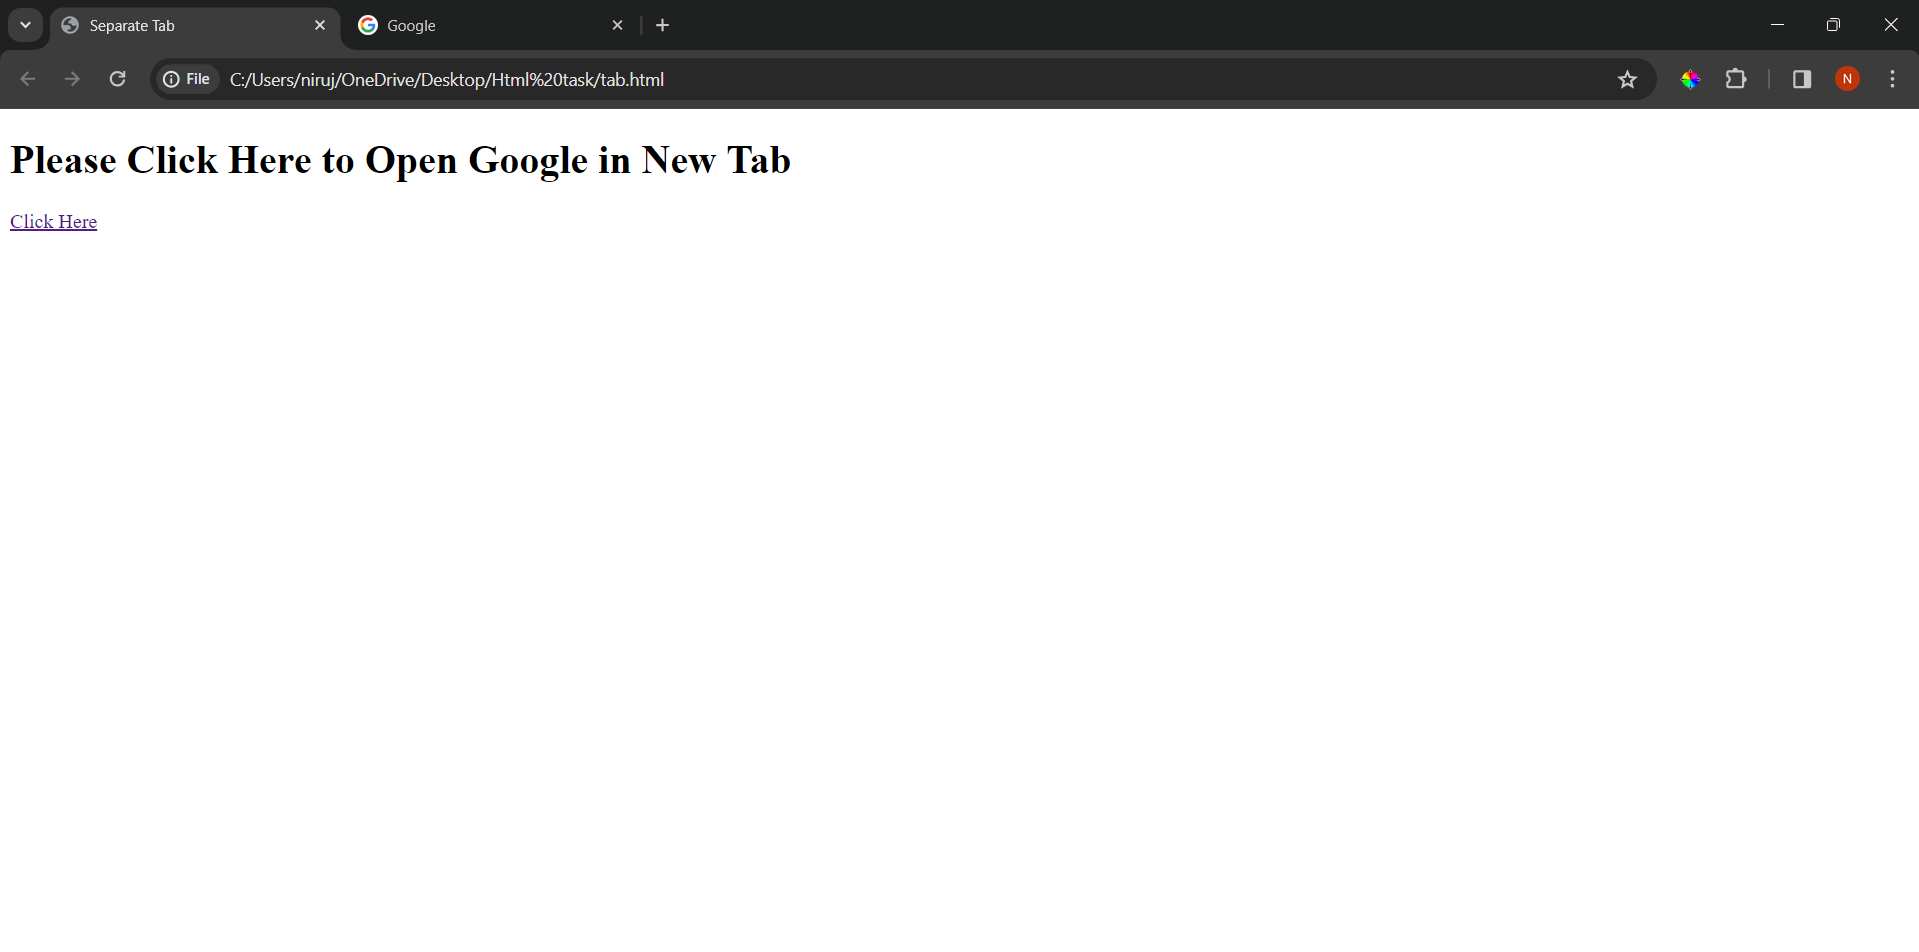 Separate Tab
Google
File C:/Users/niruj/OneDrive/Desktop/Html%20task/tab.html
N
Please Click Here to Open Google in New Tab
Click Here